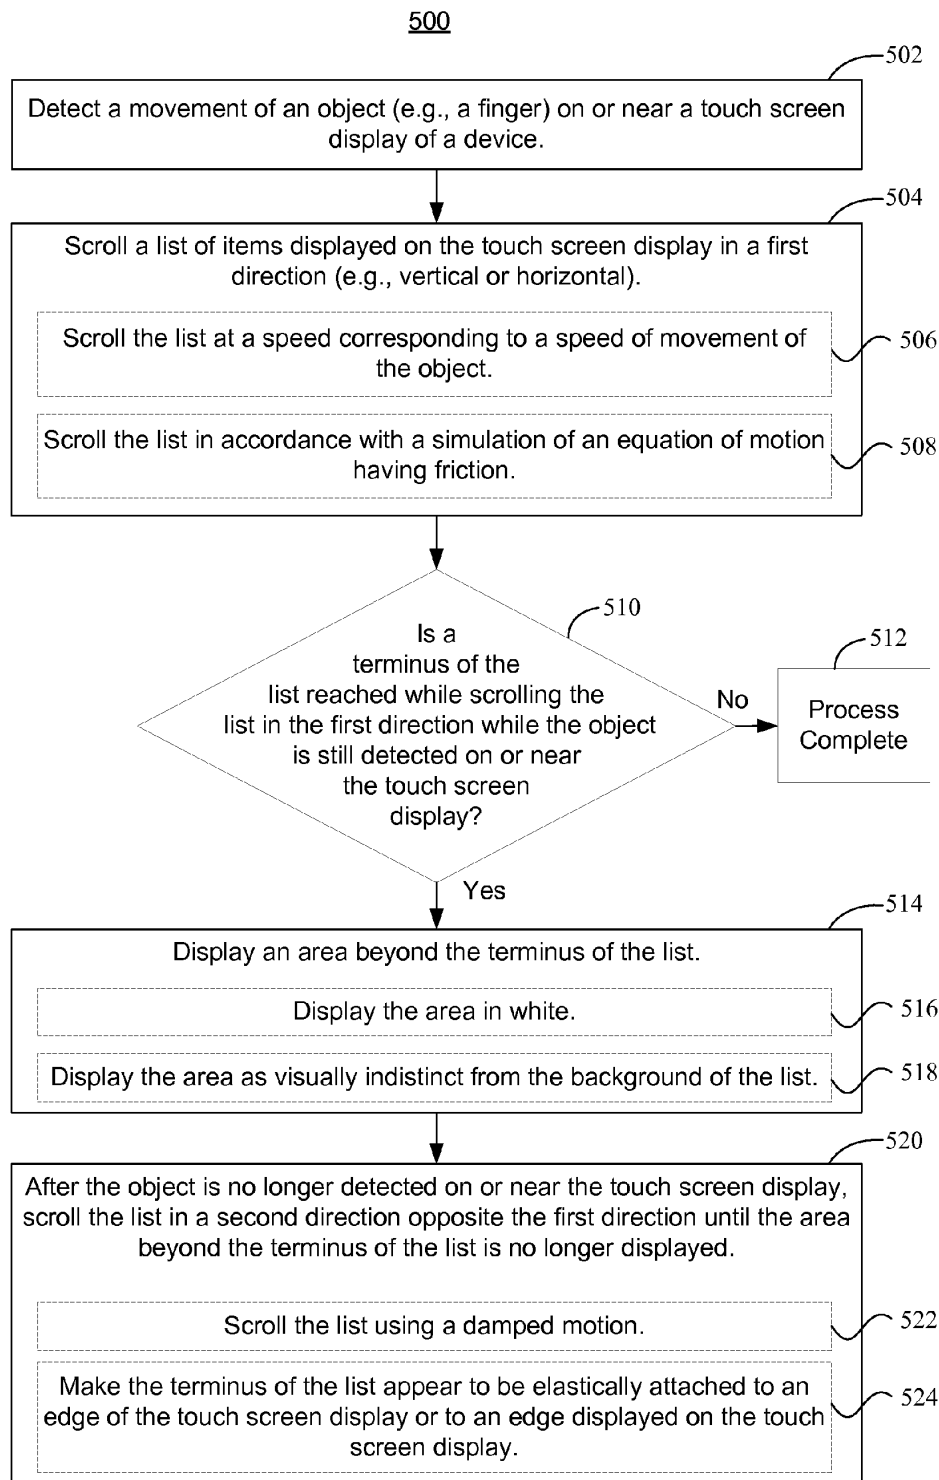 500
502
Detect a movement of an object (e.g., a finger) on or near a touch screen
display of a device.
504
Scroll a list of items displayed on the touch screen display in a first
direction (e.g., vertical or horizontal).
Scroll the list at a speed corresponding to a speed of movement of
the object.
506
Scroll the list in accordance with a simulation of an equation of motion
having friction.
508
510
Is a
terminus of the
list reached while scrolling the
list in the first direction while the object
is still detected on or near
the touch screen
display?
No
512
Process
Complete
Yes
514
Display an area beyond the terminus of the list.
Display the area in white.
516
Display the area as visually indistinct from the background of the list.
518
520
After the object is no longer detected on or near the touch screen display,
scroll the list in a second direction opposite the first direction until the area
beyond the terminus of the list is no longer displayed.
Scroll the list using a damped motion.
522
Make the terminus of the list appear to be elastically attached to an
edge of the touch screen display or to an edge displayed on the touch
screen display.
524